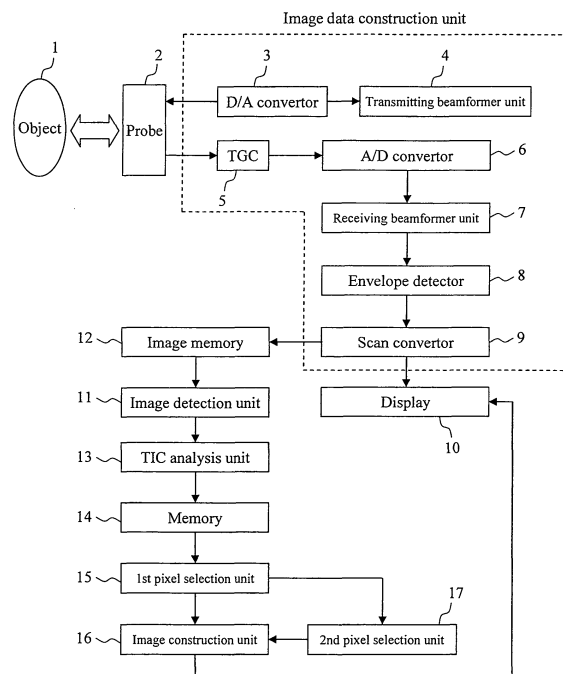 Image data construction unit
1
2
3
4
Object
Probe
D/A convertor
Transmitting beamformer unit
TGC
A/D convertor
6
5
Receiving beamformer unit
7
Envelope detector
8
12
Image memory
Scan convertor
9
11
Image detection unit
Display
10
13
TIC analysis unit
14
Memory
15
1st pixel selection unit
17
16
Image construction unit
2nd pixel selection unit